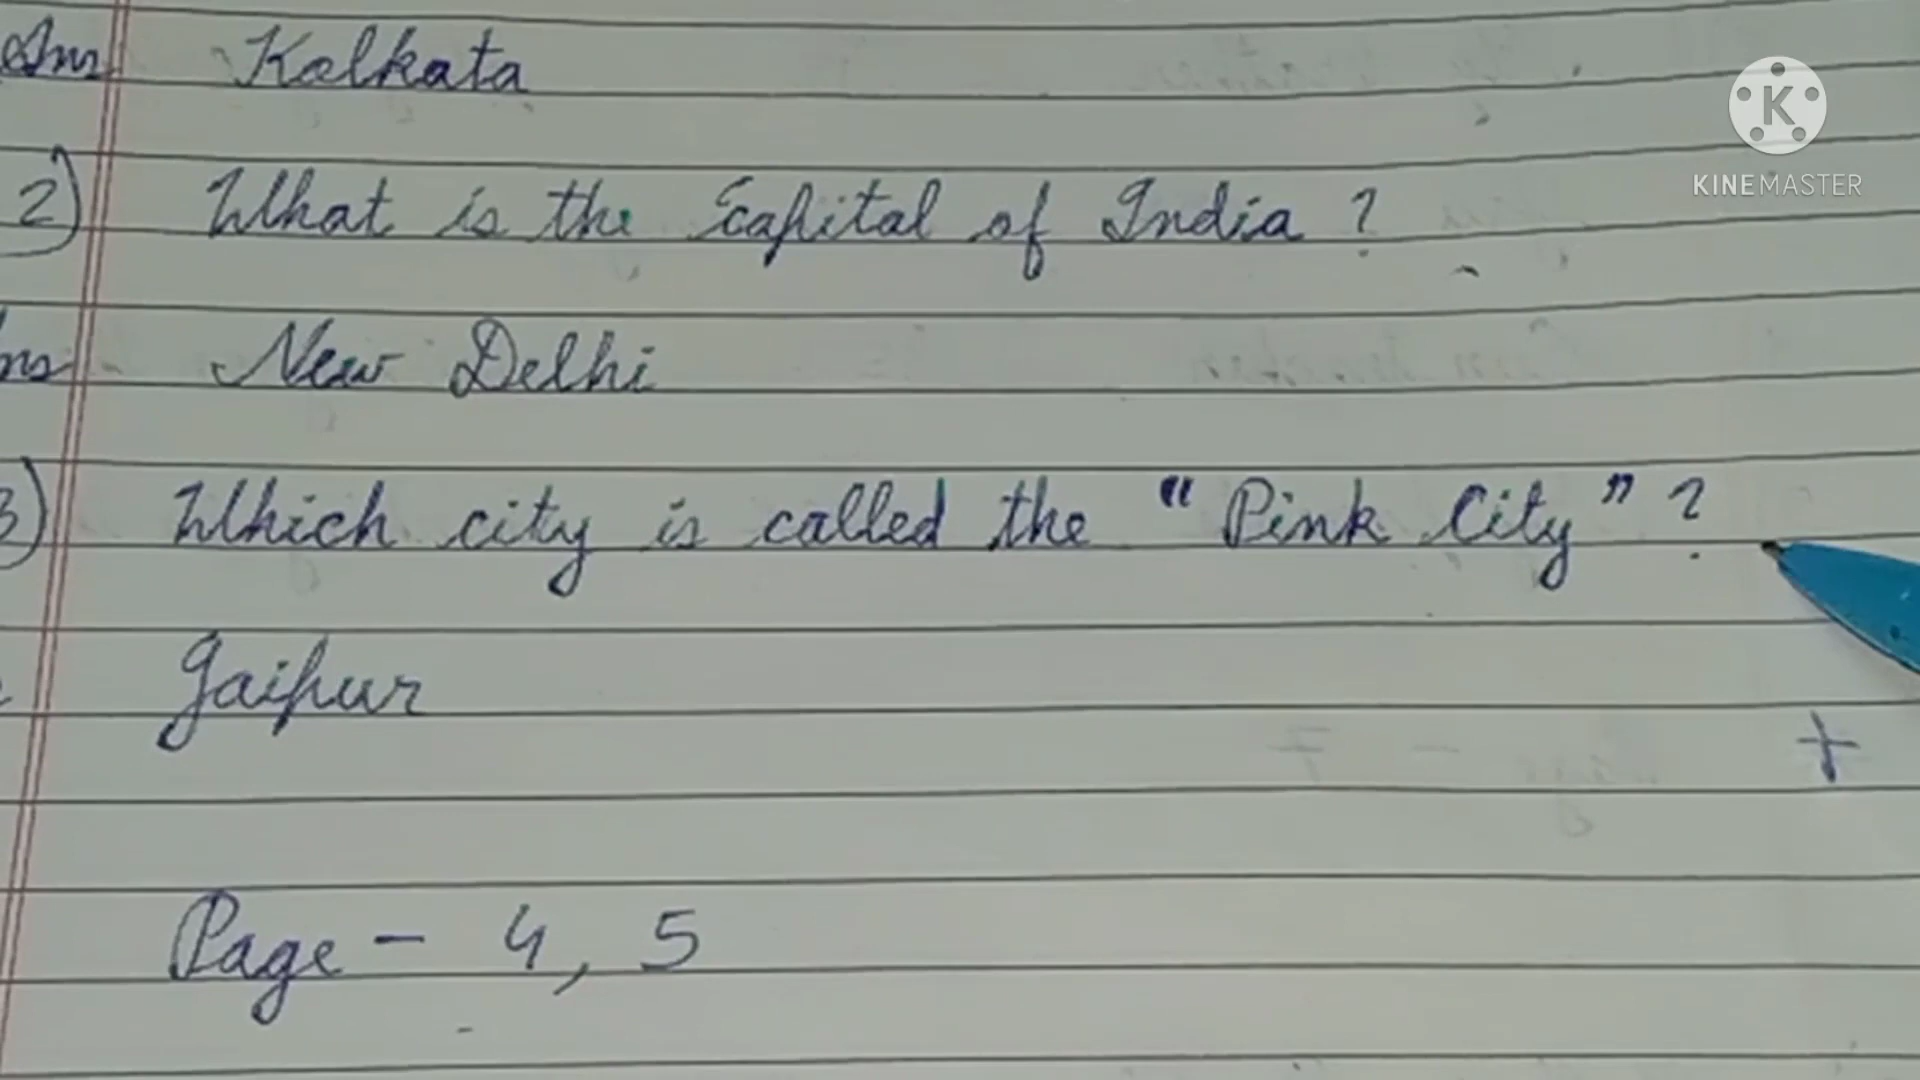 Ans Kolkata
KINEMASTER
2) What is the Capital of India ?
Ans New Delhi
3) Which city is called the "Pink City" ?
Jaipur
Page - 4, 5